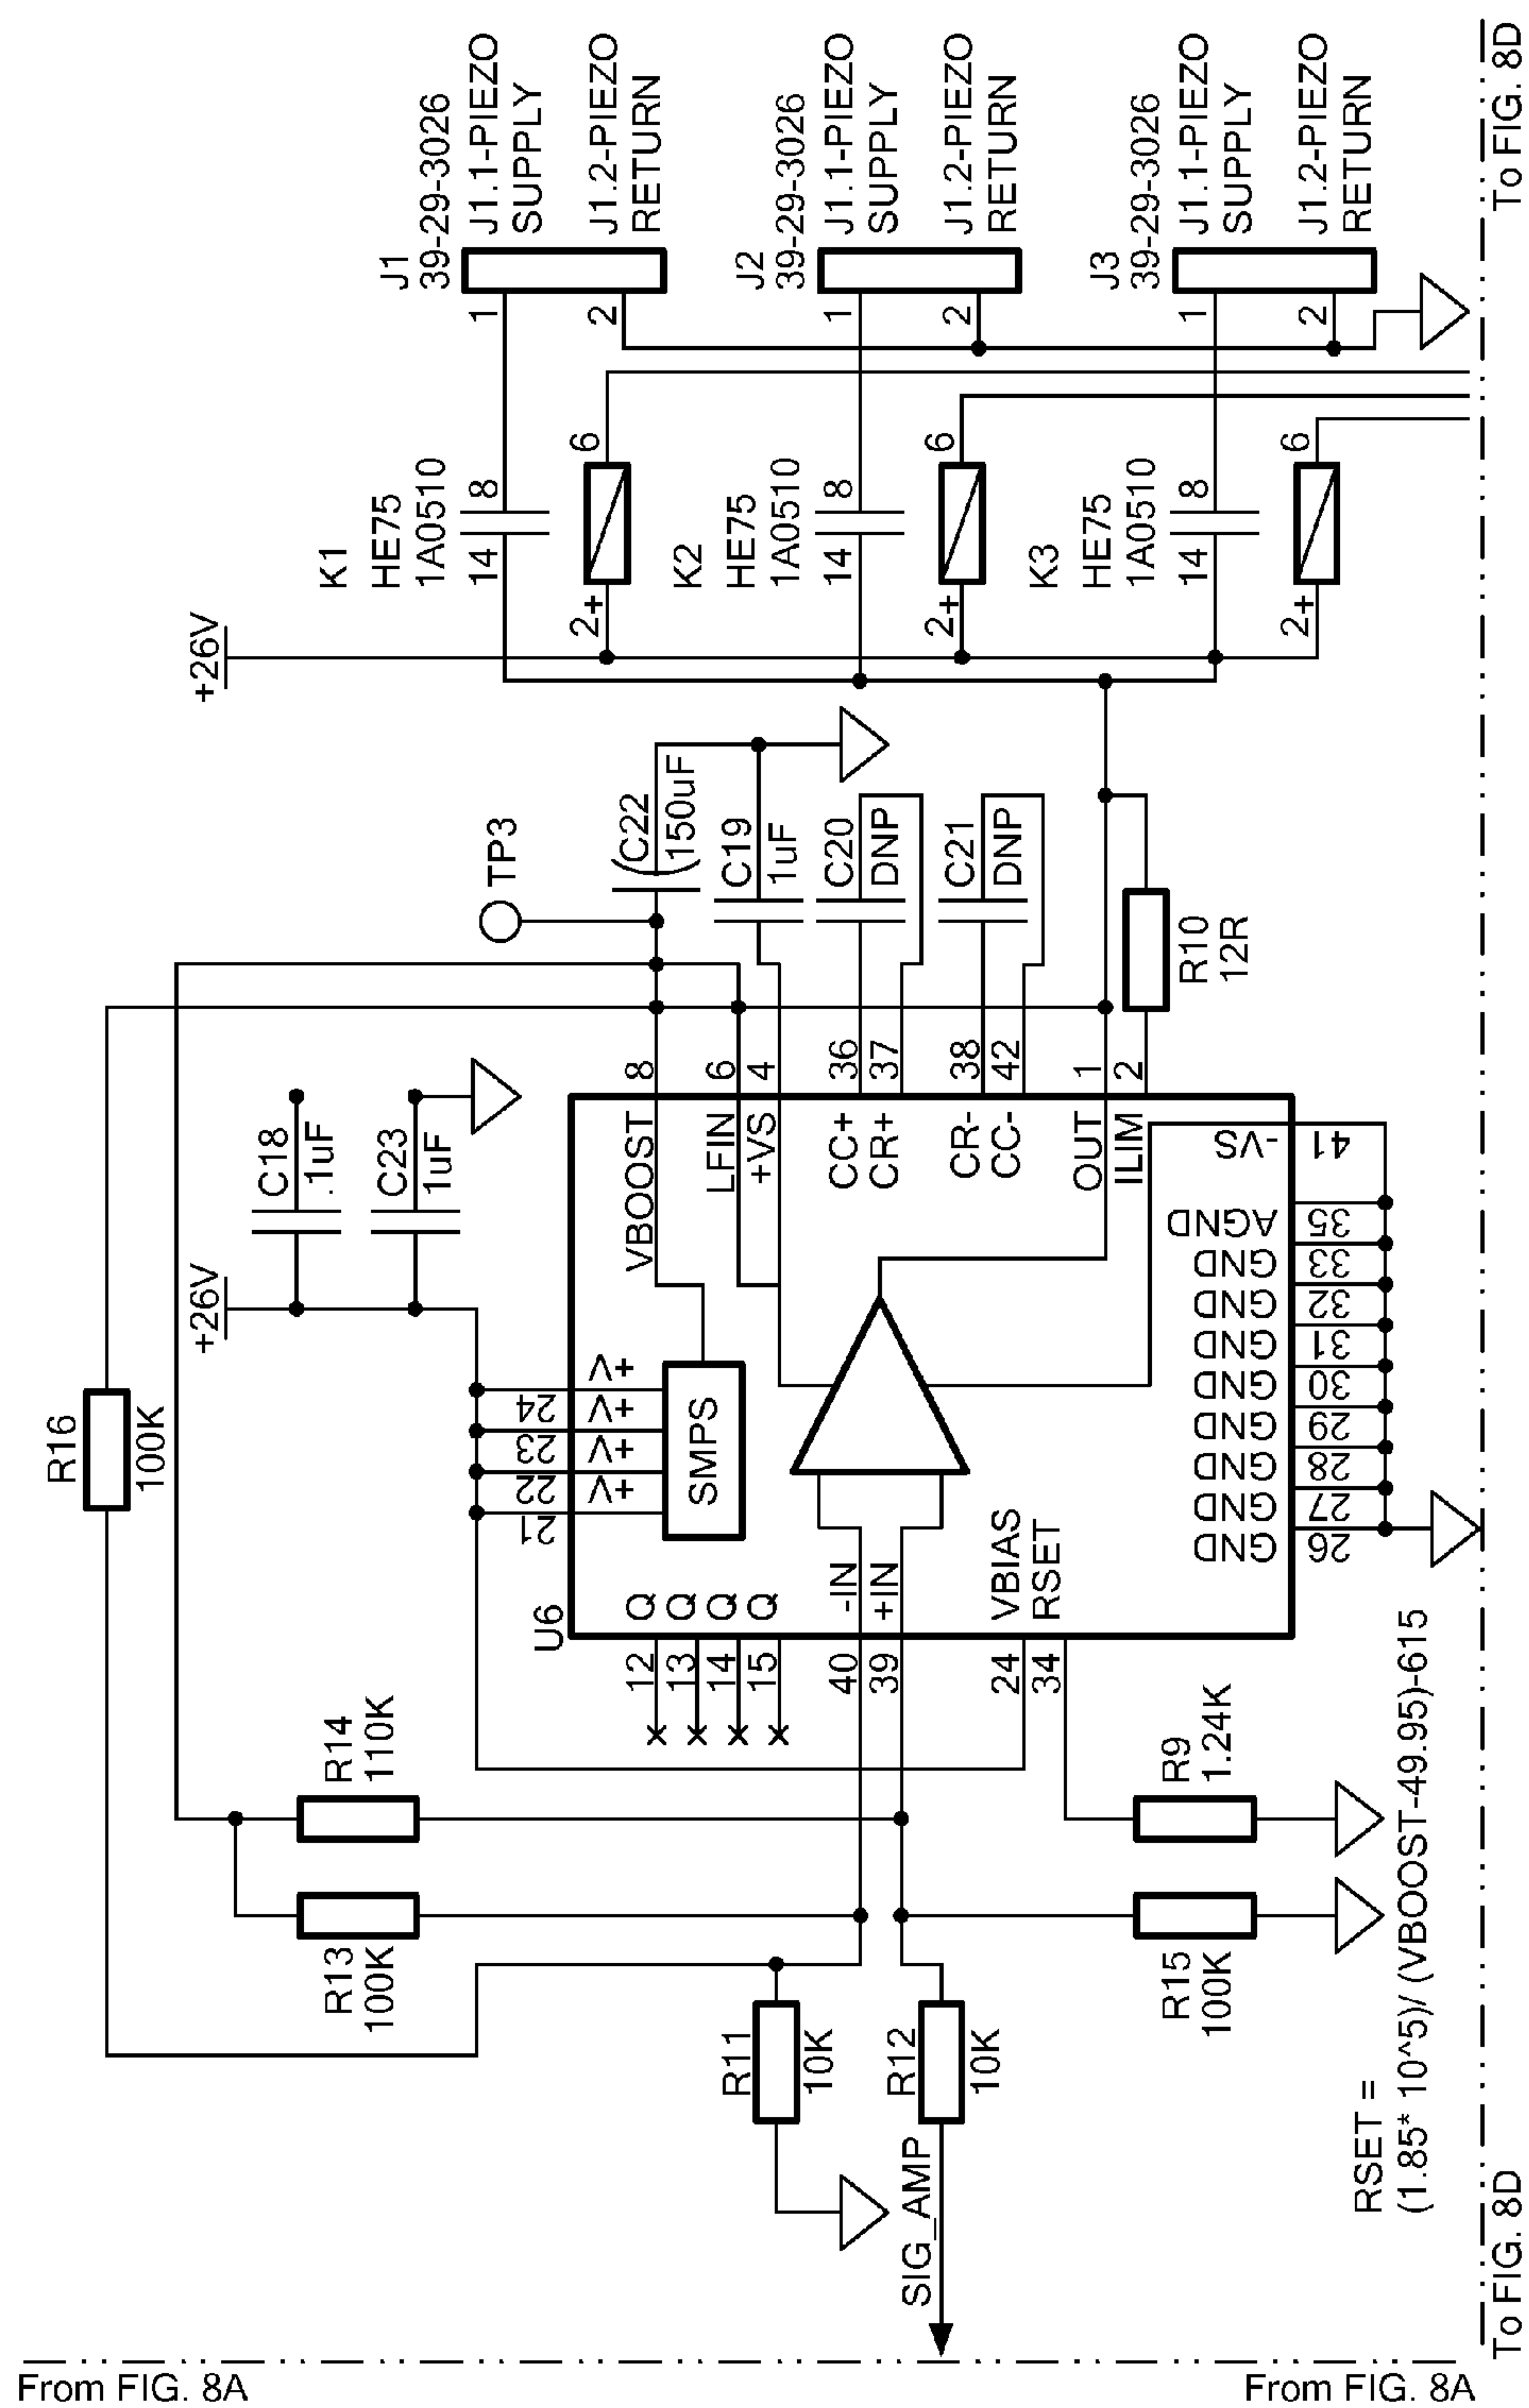 From FIG. 8A
From FIG. 8A
To FIG. 8D
To FIG. 8D
R16
100K
+26V
C18
.1uF
C23
1uF
TP3
C22
150uF
C19
1uF
C20
DNP
C21
DNP
R10
12R
+26V
K1
HE75
1A0510
14
8
2+
6
K2
HE75
1A0510
14
8
2+
6
K3
HE75
1A0510
14
8
2+
6
J1
39-29-3026
1
J1.1-PIEZO
SUPPLY
2
J1.2-PIEZO
RETURN
J2
39-29-3026
1
J1.1-PIEZO
SUPPLY
2
J1.2-PIEZO
RETURN
J3
39-29-3026
1
J1.1-PIEZO
SUPPLY
2
J1.2-PIEZO
RETURN
R14
110K
R13
100K
R11
10K
R12
10K
SIG_AMP
R15
100K
R9
1.24K
RSET =
(1.85* 10^5)/ (VBOOST-49.95)-615
U6
12
Q
13
Q
14
Q
15
Q
40
-IN
39
+IN
24
VBIAS
34
RSET
21
22
23
24
+V
+V
+V
+V
SMPS
VBOOST
8
LFIN
6
+VS
4
CC+
36
CR+
37
CR-
38
CC-
42
OUT
1
ILIM
2
-VS
41
AGND
35
GND
33
GND
32
GND
31
GND
30
GND
29
GND
28
GND
27
GND
26